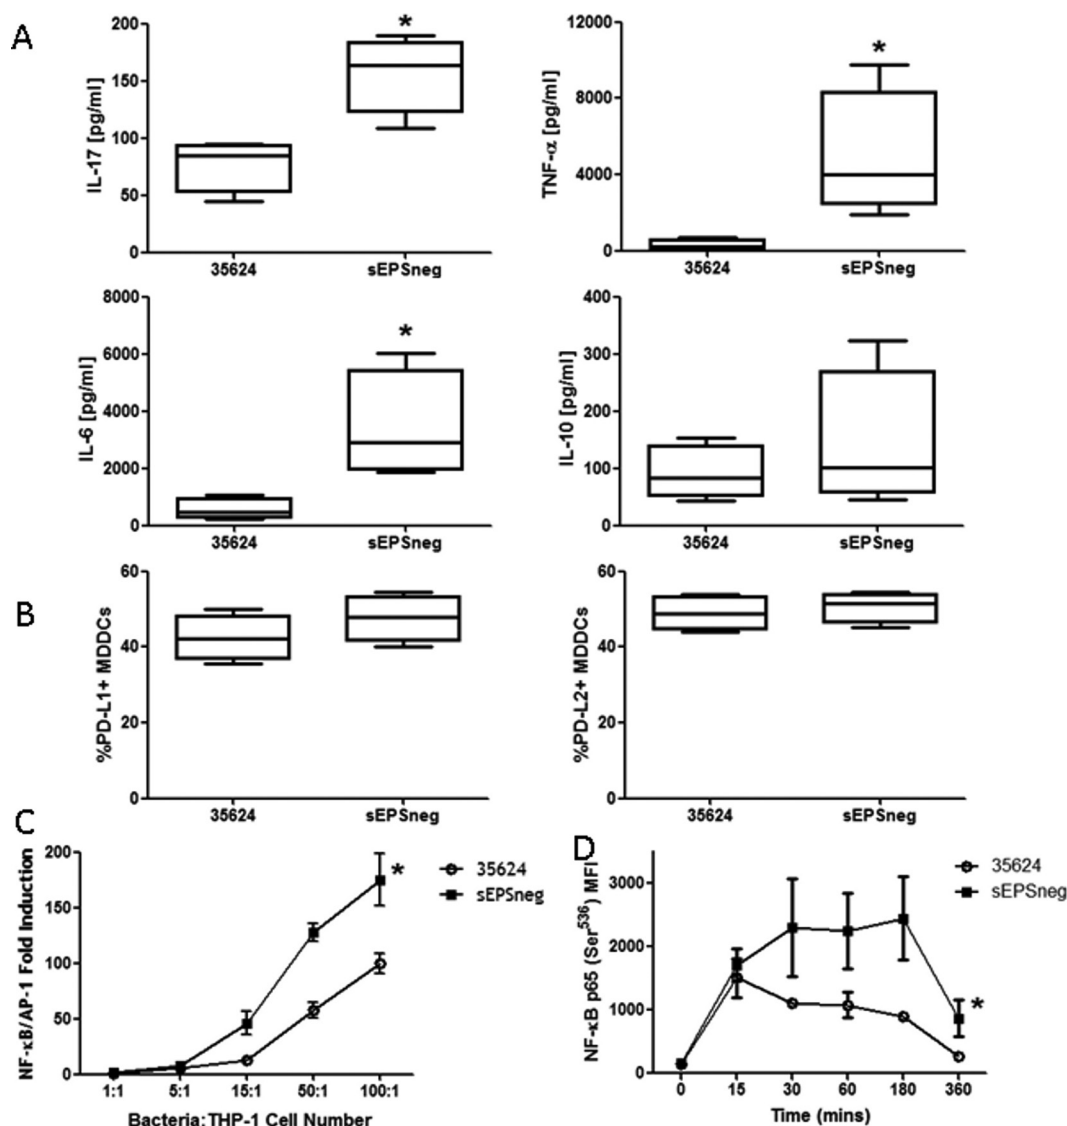 A
200
150
100
50
0
IL-17 [pg/ml]
*
35624 sEPSneg
12000
8000
4000
0
TNF-α [pg/ml]
*
35624 sEPSneg
8000
6000
4000
2000
0
IL-6 [pg/ml]
*
35624 sEPSneg
400
300
200
100
0
IL-10 [pg/ml]
35624 sEPSneg
B
60
40
20
0
%PD-L1+ MDDCs
35624 sEPSneg
60
40
20
0
%PD-L2+ MDDCs
35624 sEPSneg
C
200
150
100
50
0
NF-κB/AP-1 Fold Induction
*
35624
sEPSneg
1:1 5:1 15:1 50:1 100:1
Bacteria:THP-1 Cell Number
D
3000
2000
1000
0
NF-κB p65 (Ser⁵³⁶) MFI
*
35624
sEPSneg
0 15 30 60 180 360
Time (mins)